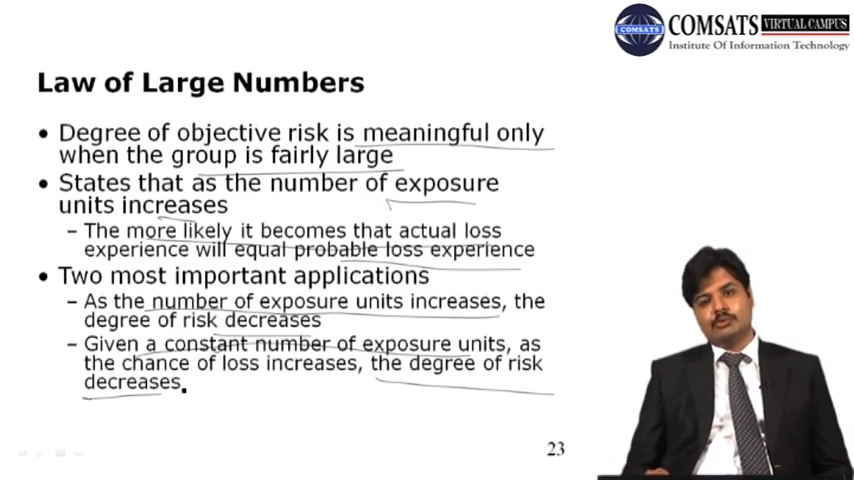 COMSATS VIRTUAL CAMPUS
COMSATS
Institute Of Information Technology
Law of Large Numbers
• Degree of objective risk is meaningful only
when the group is fairly large
• States that as the number of exposure
units increases
– The more likely it becomes that actual loss
experience will equal probable loss experience
• Two most important applications
– As the number of exposure units increases, the
degree of risk decreases
– Given a constant number of exposure units, as
the chance of loss increases, the degree of risk
decreases.
23